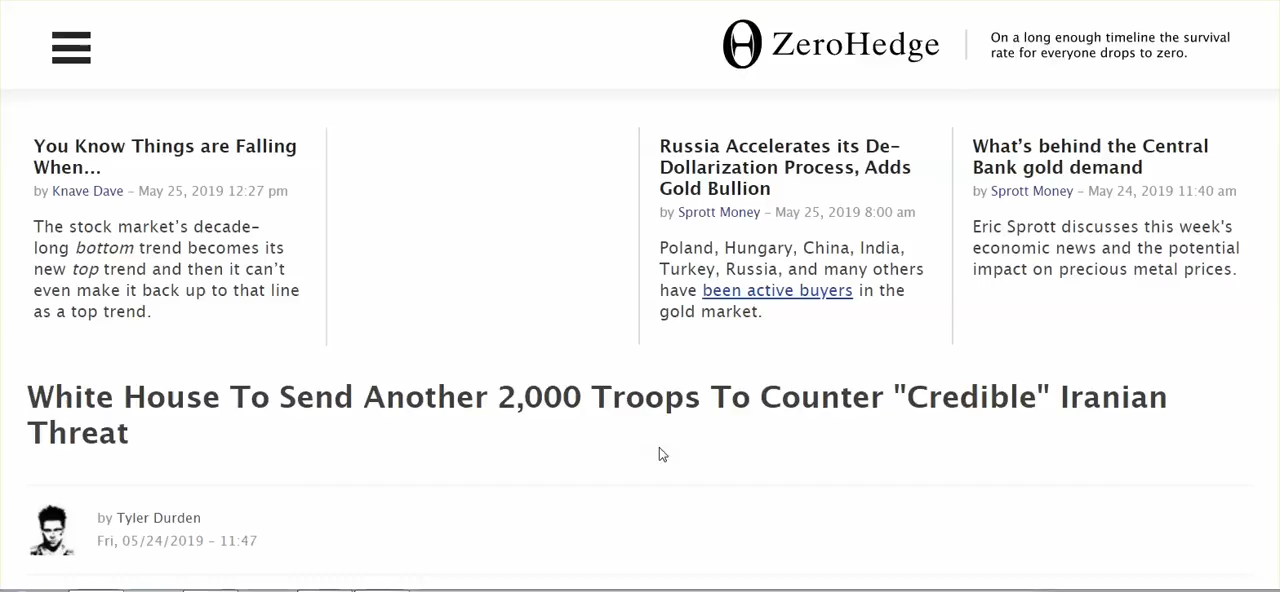 ZeroHedge
On a long enough timeline the survival
rate for everyone drops to zero.
You Know Things are Falling
When...
by Knave Dave – May 25, 2019 12:27 pm
The stock market's decade–
long bottom trend becomes its
new top trend and then it can't
even make it back up to that line
as a top trend.
Russia Accelerates its De–
Dollarization Process, Adds
Gold Bullion
by Sprott Money – May 25, 2019 8:00 am
Poland, Hungary, China, India,
Turkey, Russia, and many others
have been active buyers in the
gold market.
What's behind the Central
Bank gold demand
by Sprott Money – May 24, 2019 11:40 am
Eric Sprott discusses this week's
economic news and the potential
impact on precious metal prices.
White House To Send Another 2,000 Troops To Counter "Credible" Iranian
Threat
by Tyler Durden
Fri, 05/24/2019 – 11:47